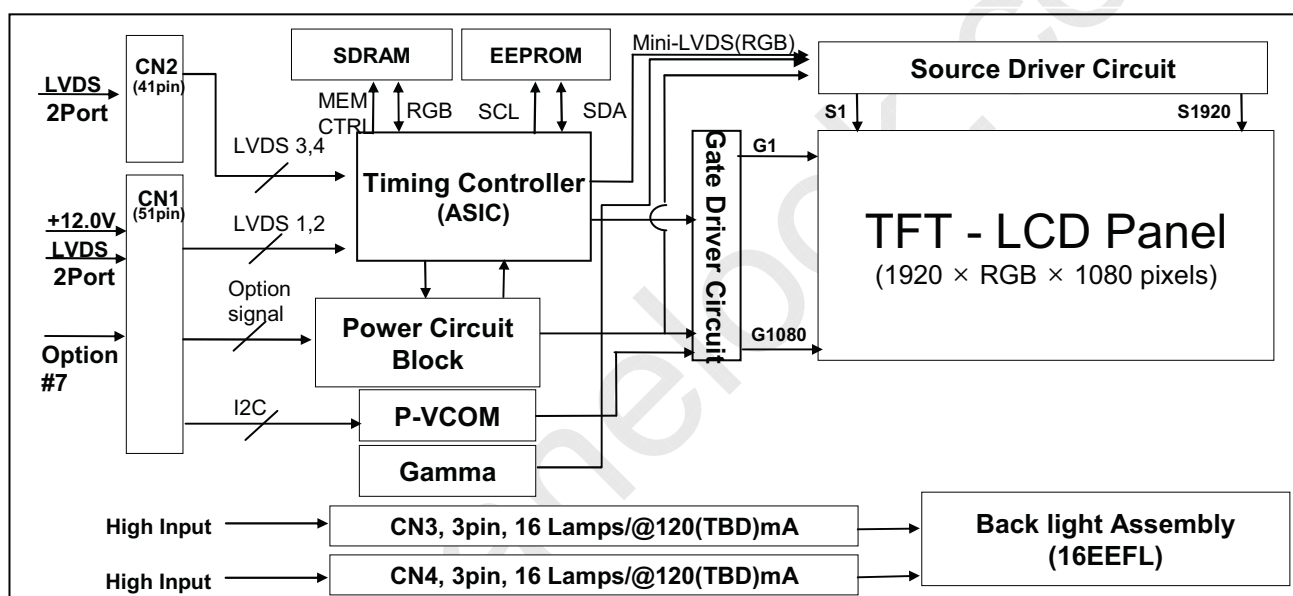 SDRAM
EEPROM
Mini-LVDS(RGB)
Source Driver Circuit
CN2
(41pin)
LVDS
2Port
MEM
CTRL
RGB
SCL
SDA
S1
S1920
LVDS 3,4
Timing Controller
(ASIC)
Gate Driver Circuit
G1
TFT - LCD Panel
(1920 × RGB × 1080 pixels)
G1080
CN1
(51pin)
+12.0V
LVDS
2Port
LVDS 1,2
Option
signal
Option
#7
Power Circuit
Block
I2C
P-VCOM
Gamma
High Input
CN3, 3pin, 16 Lamps/@120(TBD)mA
Back light Assembly
(16EEFL)
High Input
CN4, 3pin, 16 Lamps/@120(TBD)mA